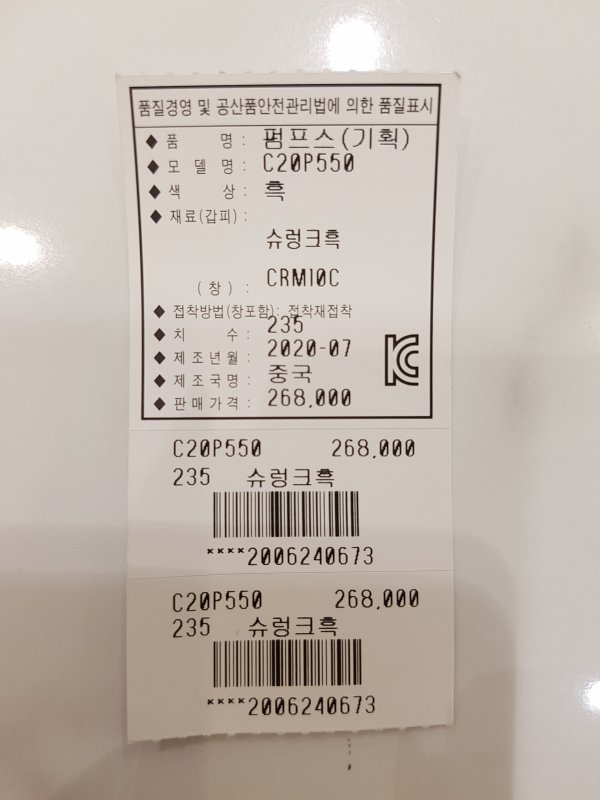 품질경영 및 공산품안전관리법에 의한 품질표시
◆ 품 명 : 펌프스(기획)
◆ 모 델 명 : C20P550
◆ 색 상 : 흑
◆ 재료(갑피) :
슈렁크흑
(창) : CRM10C
◆ 접착방법(창포함): 접착재접착
◆ 치 수 : 235
◆ 제조년월 : 2020-07
◆ 제조국명 : 중국
◆ 판매가격 : 268,000
C20P550 268,000
235 슈렁크흑
****2006240673
C20P550 268,000
235 슈렁크흑
****2006240673